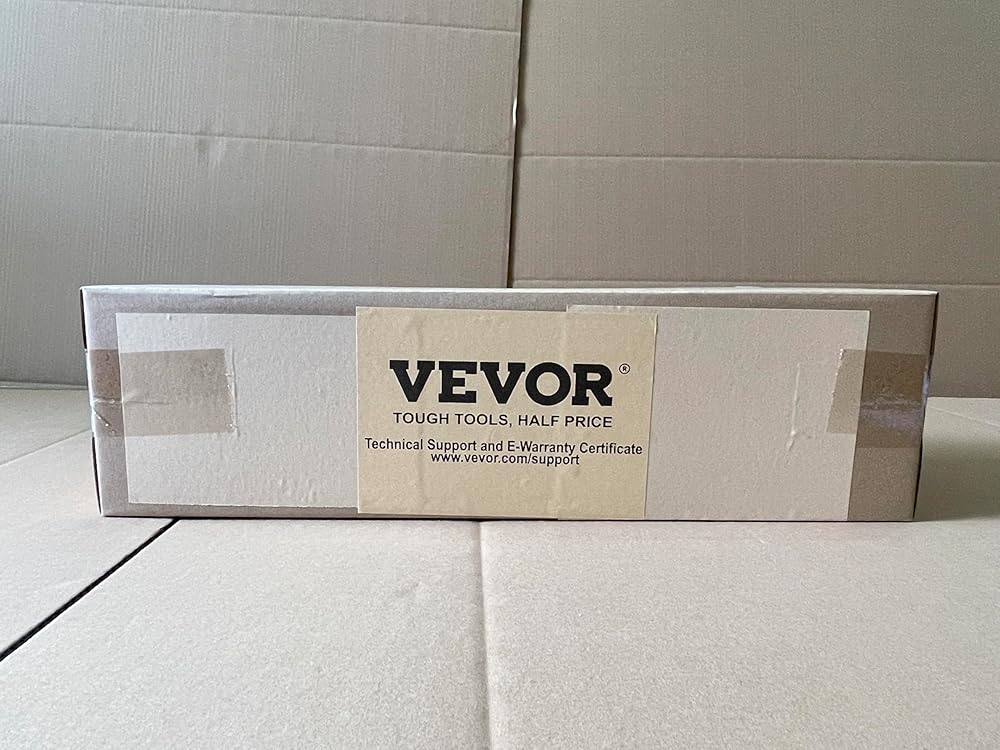 VEVOR®
TOUGH TOOLS, HALF PRICE
Technical Support and E-Warranty Certificate
www.vevor.com/support